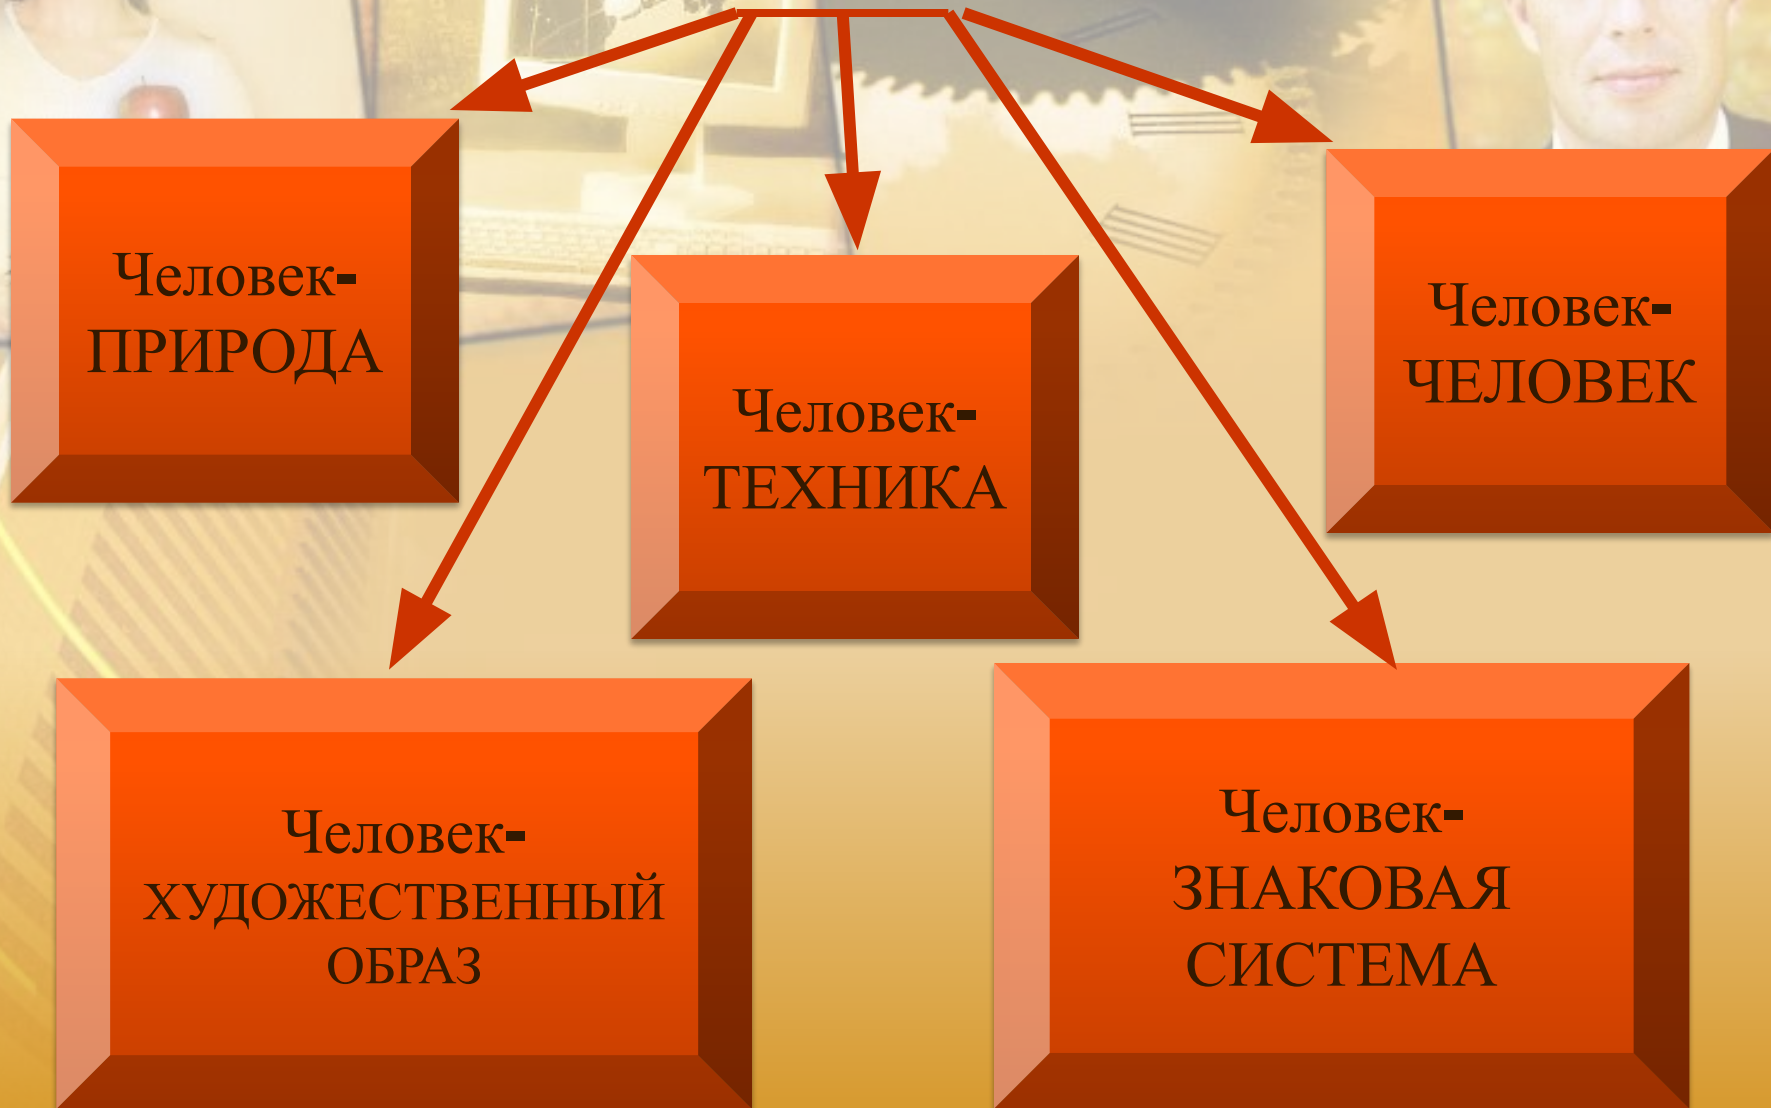 Человек-
ПРИРОДА
Человек-
ТЕХНИКА
Человек-
ЧЕЛОВЕК
Человек-
ХУДОЖЕСТВЕННЫЙ
ОБРАЗ
Человек-
ЗНАКОВАЯ
СИСТЕМА